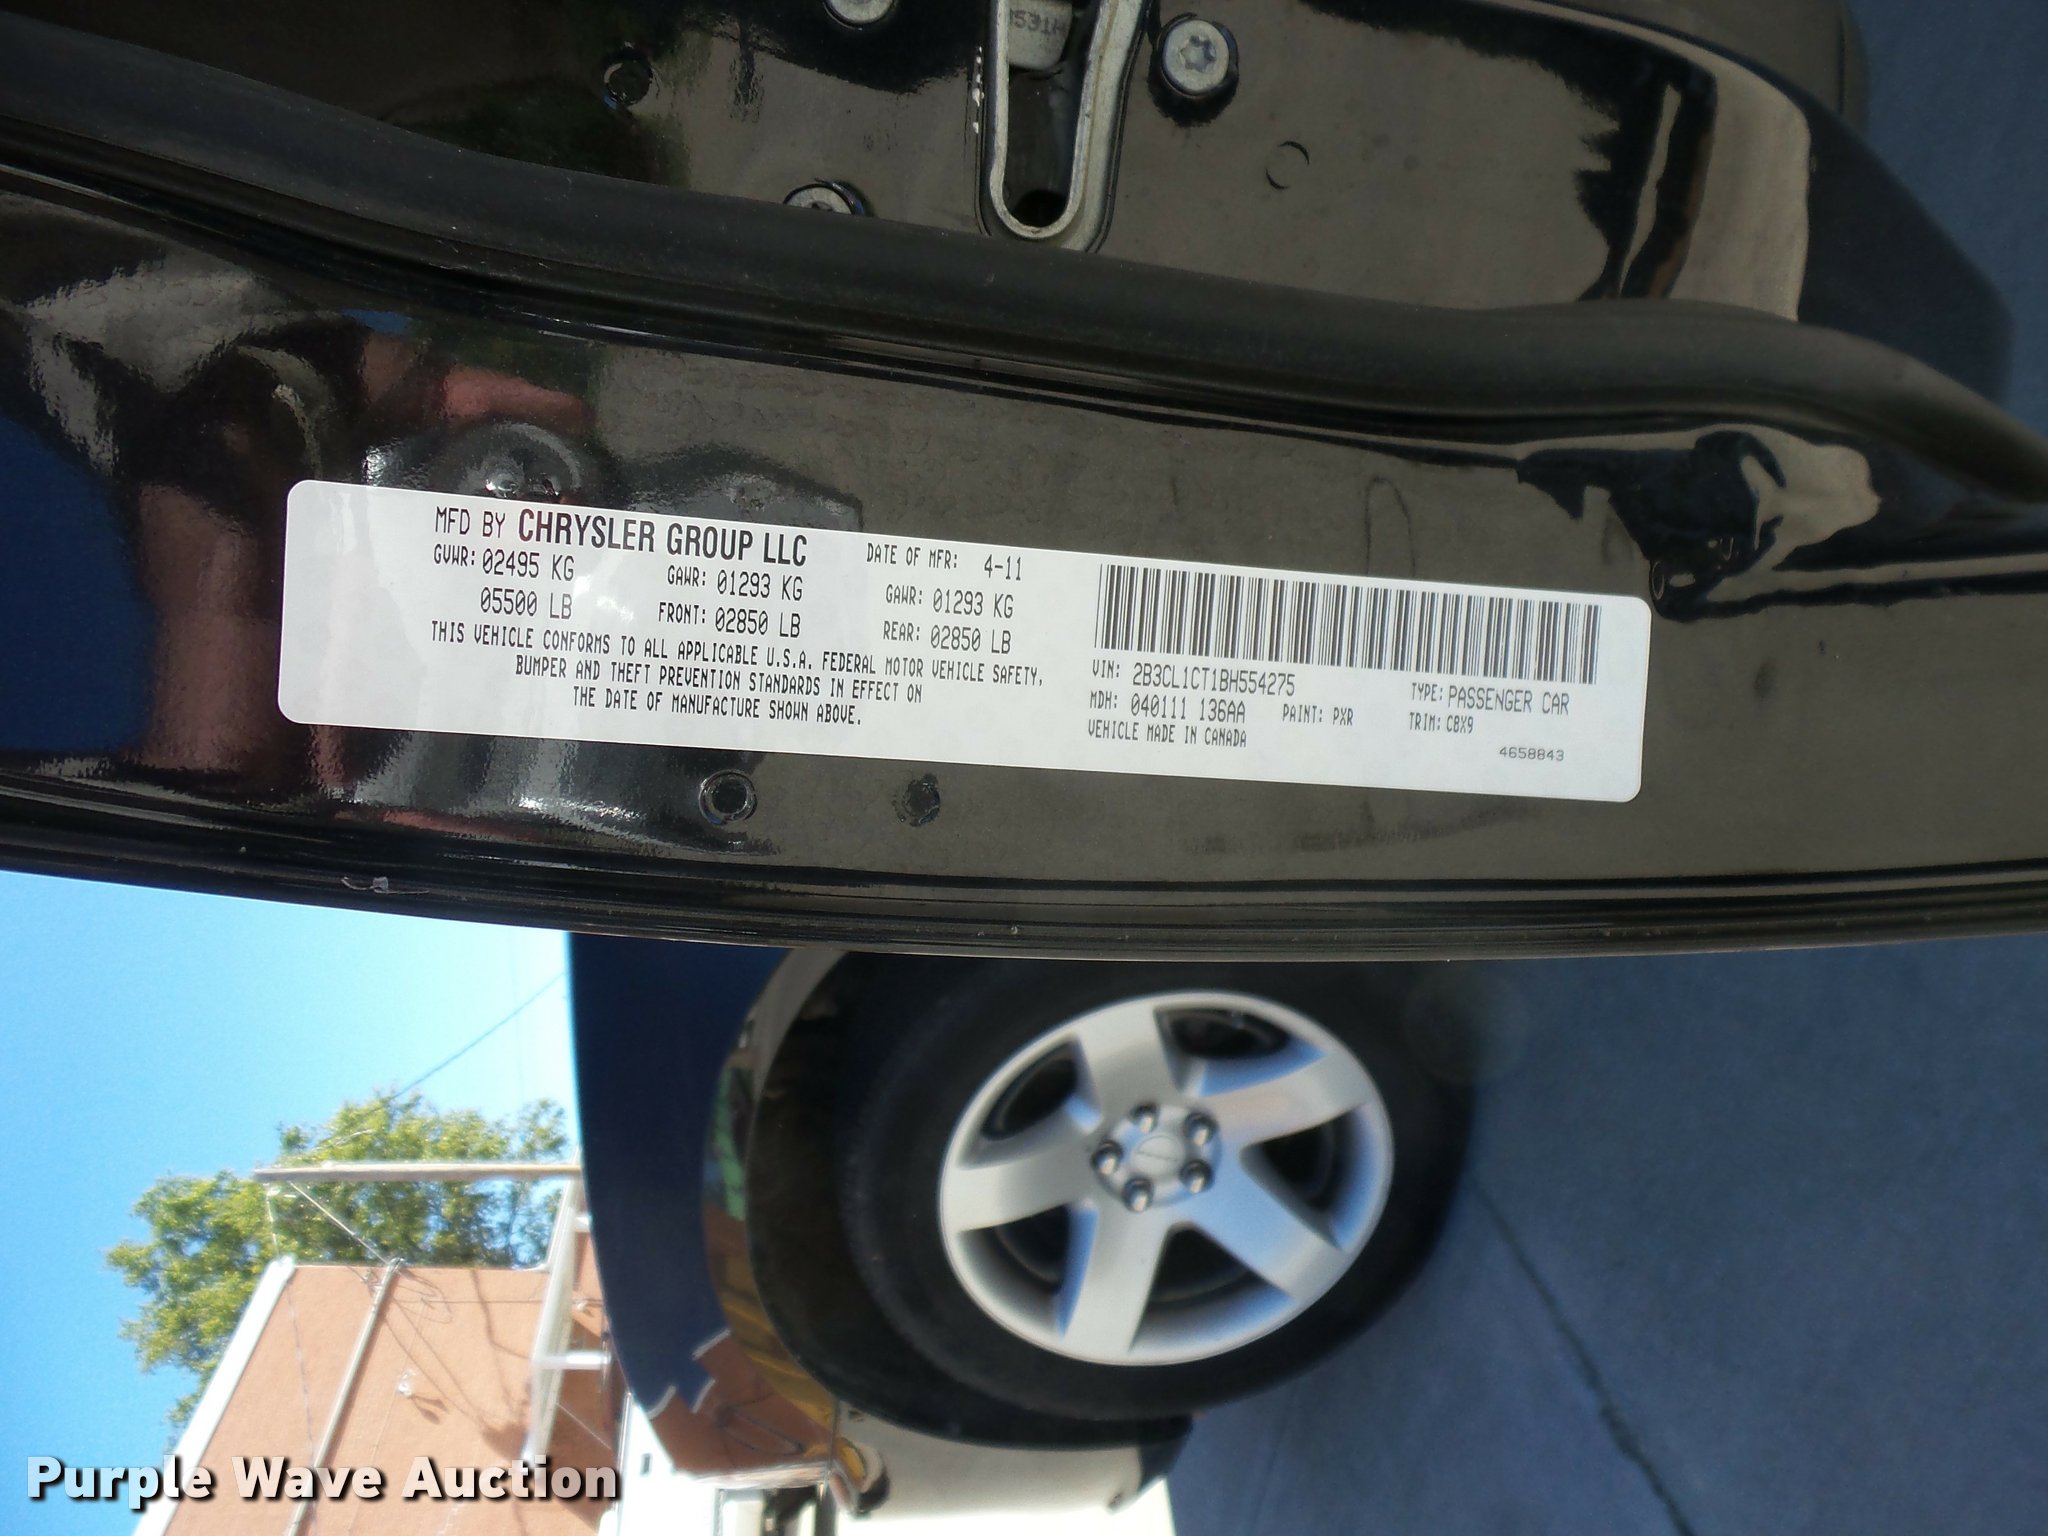 MFD BY CHRYSLER GROUP LLC
DATE OF MFR: 4-11
GVWR: 02495 KG
05500 LB
GAWR: 01293 KG
FRONT: 02850 LB
GAWR: 01293 KG
REAR: 02850 LB
THIS VEHICLE CONFORMS TO ALL APPLICABLE U.S.A. FEDERAL MOTOR VEHICLE SAFETY,
BUMPER AND THEFT PREVENTION STANDARDS IN EFFECT ON
THE DATE OF MANUFACTURE SHOWN ABOVE.
VIN: 2B3CL1CT1BH554275
TYPE: PASSENGER CAR
MDH: 040111 136AA PAINT: PXR TRIM: C8X9
VEHICLE MADE IN CANADA
4658843
Purple Wave Auction